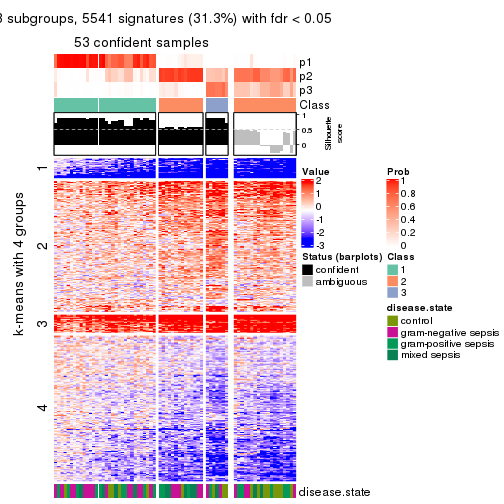 3 subgroups, 5541 signatures (31.3%) with fdr < 0.05
53 confident samples
p1
p2
p3
Class
1
0.5
0
Silhouette
score
k-means with 4 groups
1
2
3
4
disease.state
Value
2
1
0
-1
-2
-3
Prob
1
0.8
0.6
0.4
0.2
0
Status (barplots)
confident
ambiguous
Class
1
2
3
disease.state
control
gram-negative sepsis
gram-positive sepsis
mixed sepsis